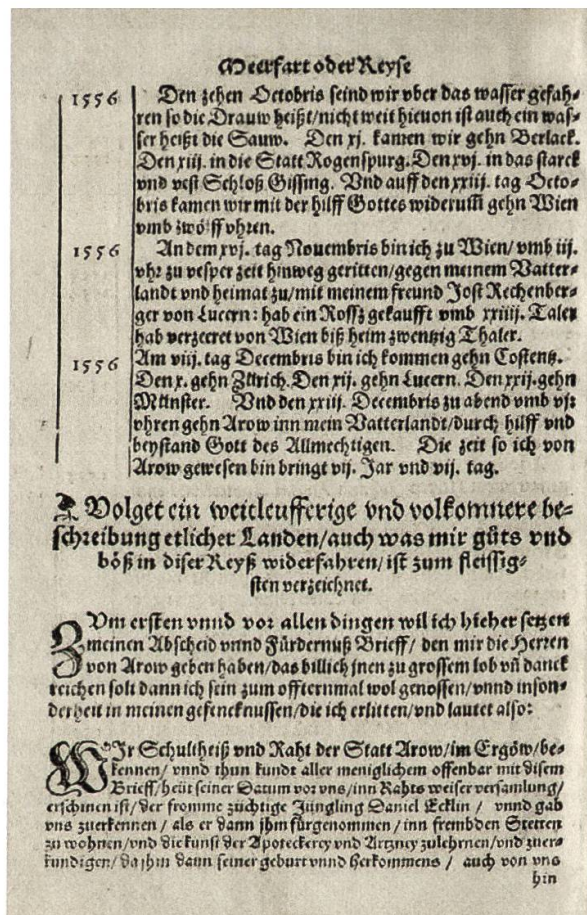 Meerfart oder Reyse
1556 Den zehen Octobris seind wir vber das wasser gefah-
ren so die Drauw heißt/nicht weit hieuon ist auch ein was-
ser heißt die Sauw. Den xj. kamen wir gehn Berlack.
Den xiij. in die Statt Rogenspurg. Den xvj. in das starck
vnd vest Schloß Gissing. Vnd auff den xxiij. tag Octo-
bris kamen wir mit der hilff Gottes widerum̃ gehn Wien
vmb zwölff vhren.
1556 An dem xvj. tag Nouembris bin ich zu Wien/ vmb iij.
vhr zu vesper zeit hinweg geritten/gegen meinem Vatter-
landt vnd heimat zu/mit meinem freund Jost Rechenber-
ger von Lucern: hab ein Rossz gekaufft vmb xxiiij. Taler
hab verzeeret von Wien biß heim zwentzig Thaler.
1556 Am viij. tag Decembris bin ich kommen gehn Costentz.
Den x. gehn Zürich. Den xij. gehn Lucern. Den xxij. gehn
Münster. Vnd den xxiij. Decembris zu abend vmb vjz
vhren gehn Arow inn mein Vatterlandt/durch hilff vnd
beystand Gott des Allmechtigen. Die zeit so ich von
Arow gewesen bin bringt vij. Jar vnd vij. tag.
Volget ein weitleufferige vnd volkomnere be-
schreibung etlicher Landen/auch was mir gůts vnd
böß in diser Reyß widerfahren/ ist zum fleissig-
sten verzeichnet.
ZVm ersten vnnd vor allen dingen wil ich hieher setzen
meinen Abscheid vnnd Fürdernuß Brieff/ den mir die Herren
von Arow geben haben/das billich jnen zu grossem lob vñ danck
reichen solt dann ich sein zum offternmal wol genossen/vnnd inson-
derheit in meinen gefencknussen/die ich erlitten/vnd lautet also:
WJr Schultheiß vnd Raht der Statt Arow/im Ergöw/be-
kennen/ vnnd thun kundt aller meniglichem offenbar mit disem
Brieff/ heüt seiner Datum vor vns/inn Rahts weiser versamlung/
erschinen ist/der fromme züchtige Jüngling Daniel Ecklin/ vnnd gab
vns zuerkennen/ als er dann jhm fürgenommen/ inn frembden Stetten
zu wohnen/vnd die kunst der Apoteckerey vnd Artzney zulehrnen/vnd zuer-
kundigen/ da jhm dann seiner geburt vnnd herkommens/ auch von vns
hin